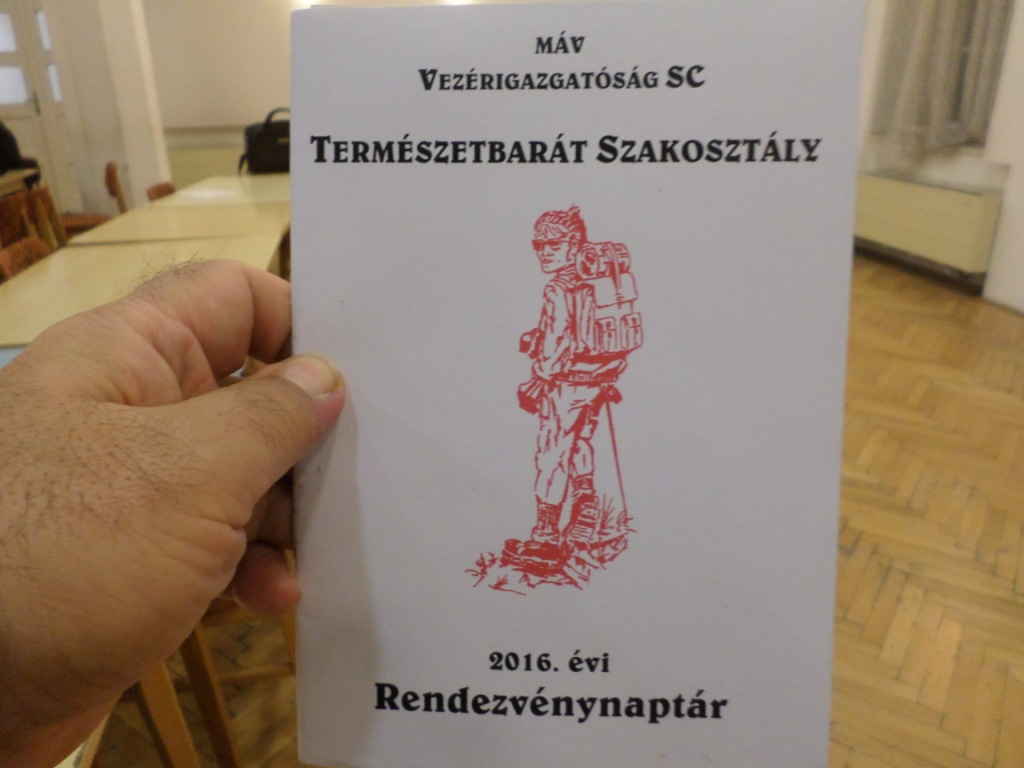 MÁV
VEZÉRIGAZGATÓSÁG SC
TERMÉSZETBARÁT SZAKOSZTÁLY
2016. évi
Rendezvénynaptár